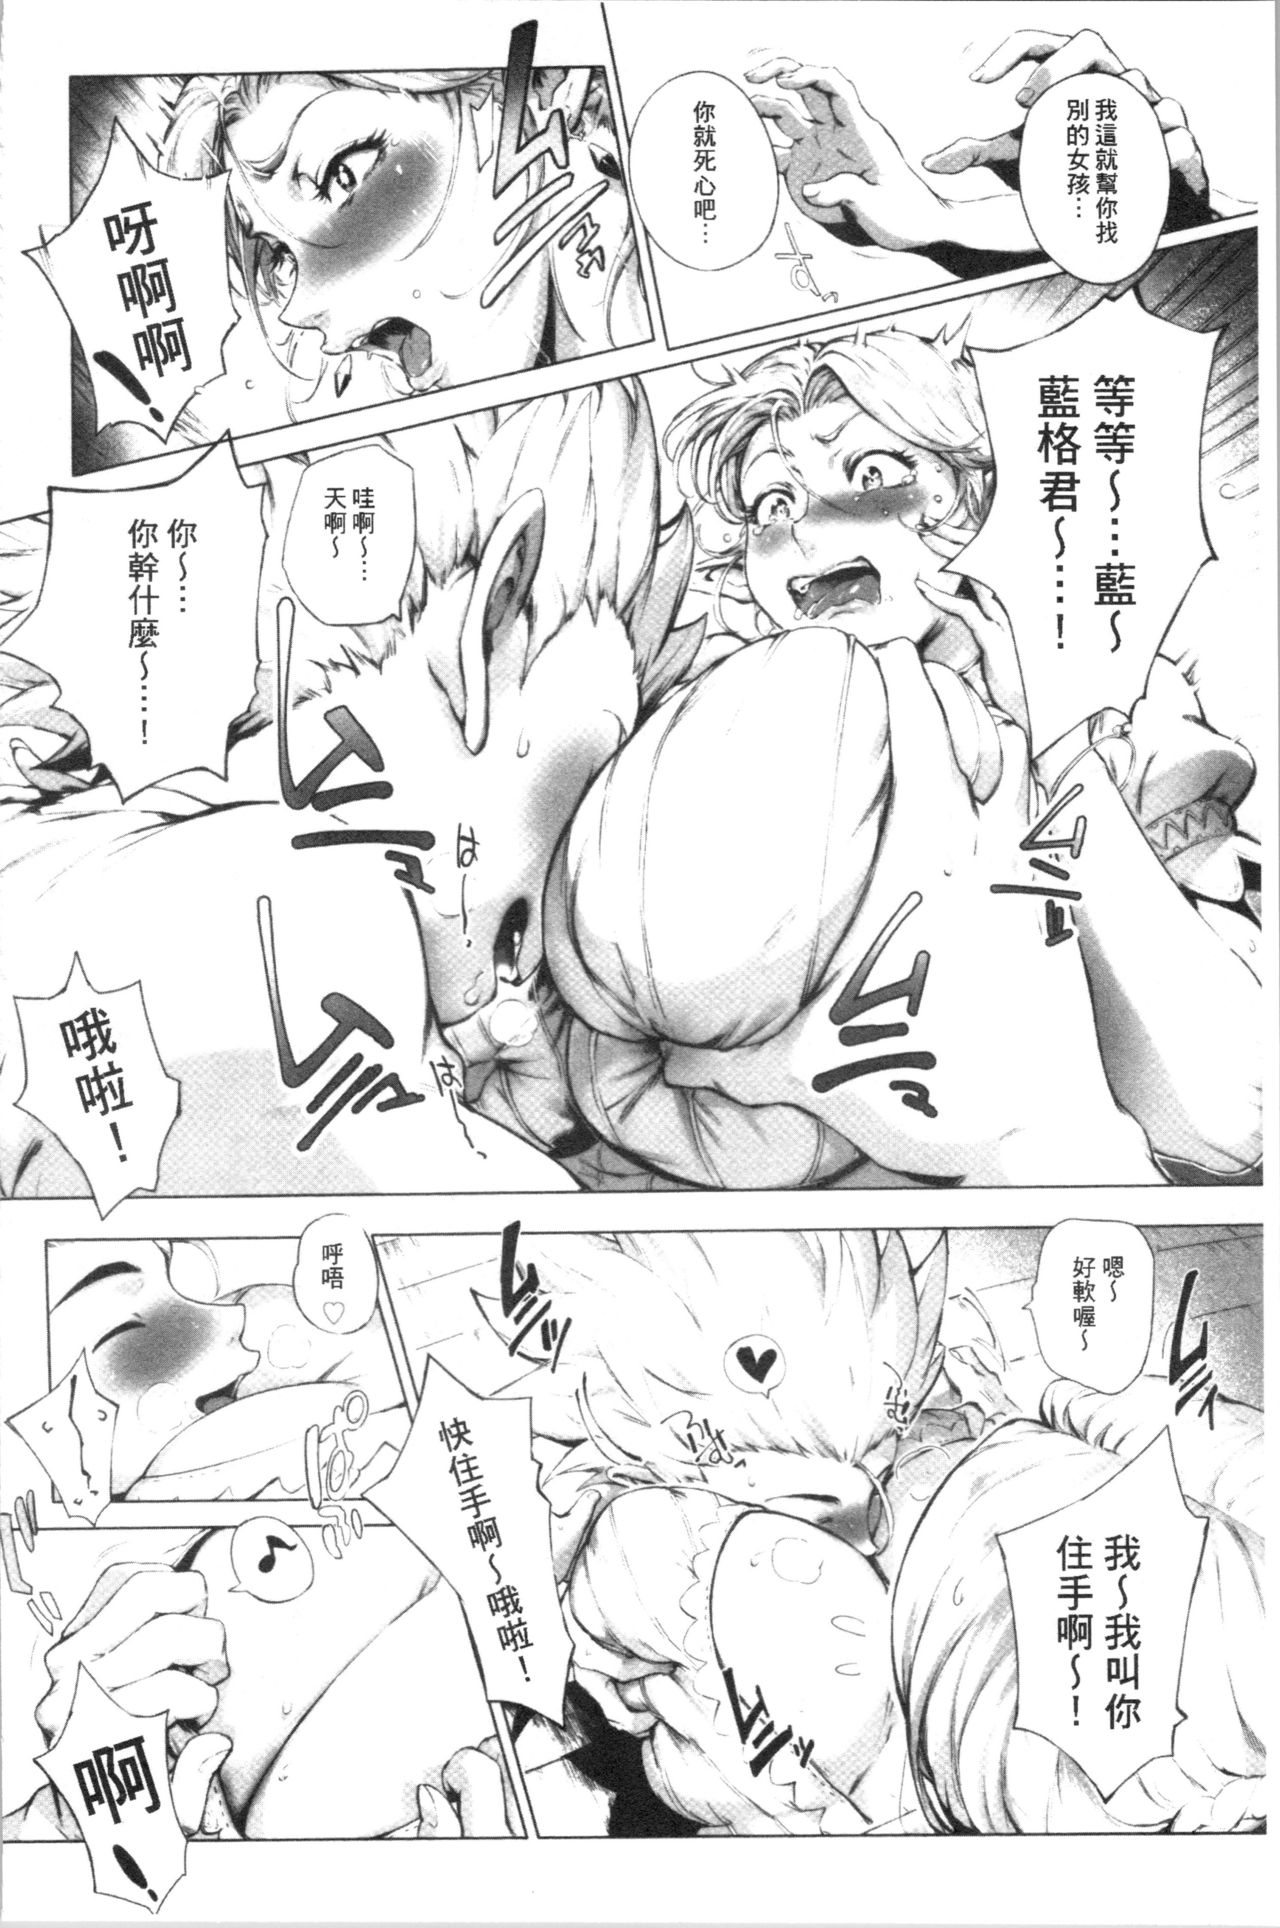 我這就幫你找
別的女孩…
你就死心吧…
呀啊啊!
等等～…藍～
藍格君～…!
哇啊～…
天啊～
你～…
你幹什麼～…!
は～
は～
哦啦!
嗯～
好軟喔～
我～我叫你
住手啊～!
快住手啊～哦啦!
呼唔♡
啊!